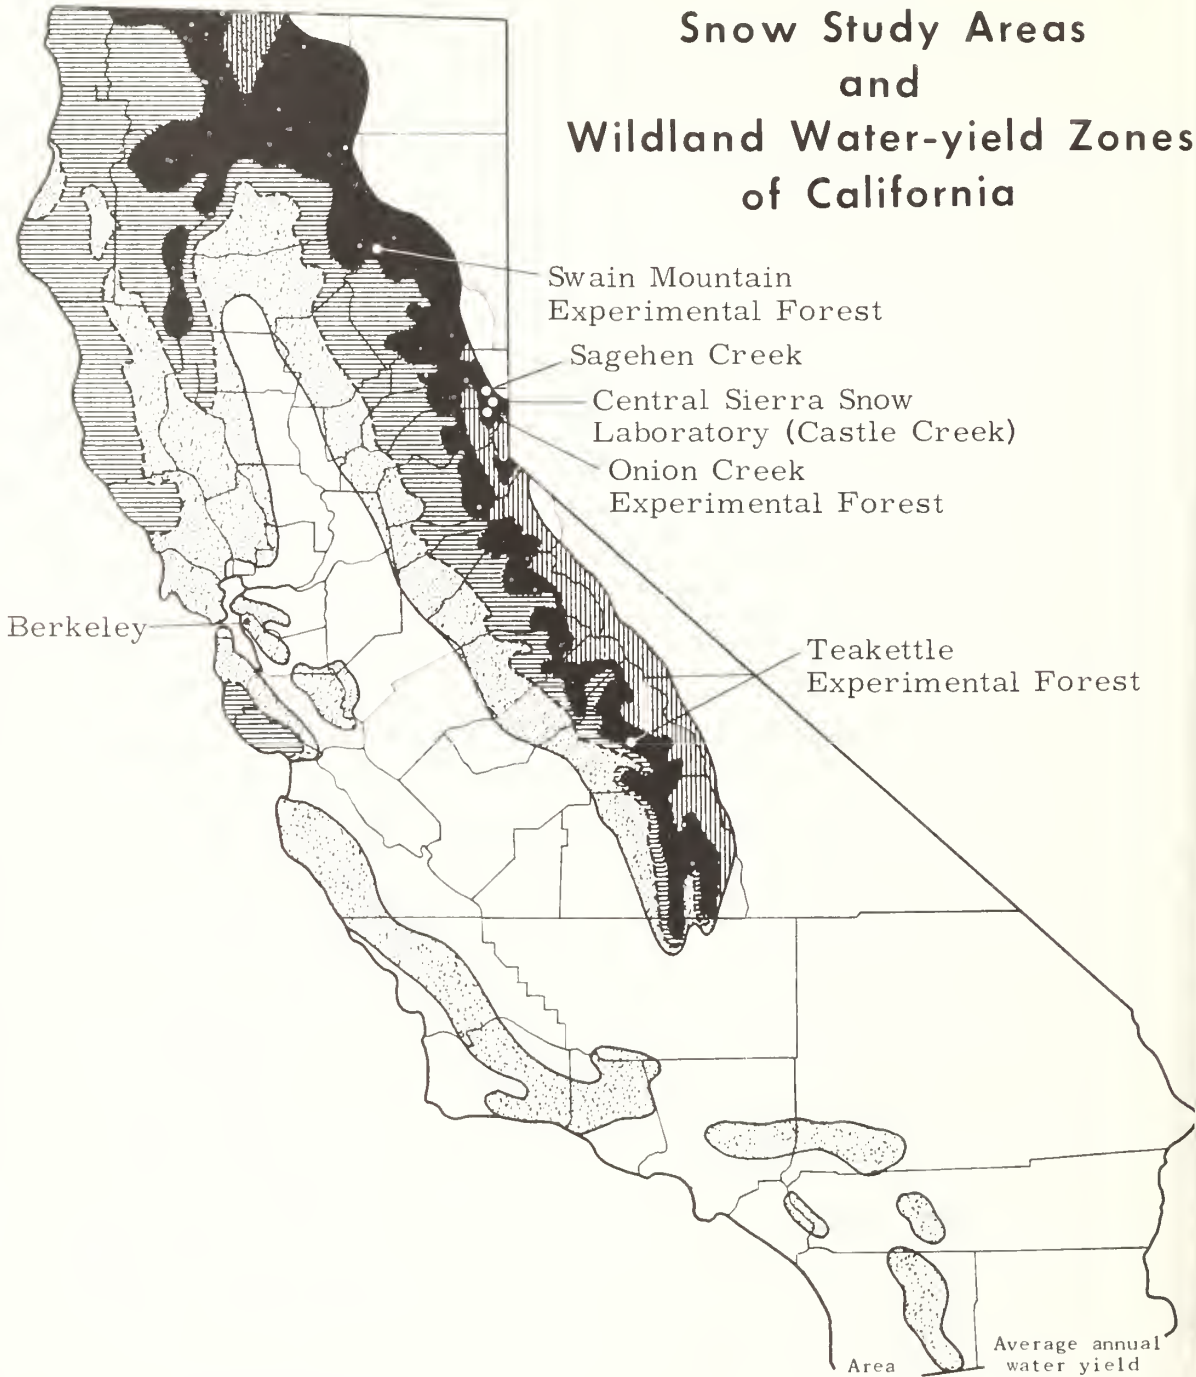 Snow Study Areas
and
Wildland Water-yield Zones
of California
Swain Mountain
Experimental Forest
Sagehen Creek
Central Sierra Snow
Laboratory (Castle Creek)
Onion Creek
Experimental Forest
Berkeley
Teakettle
Experimental Forest
Average annual
Area water yield